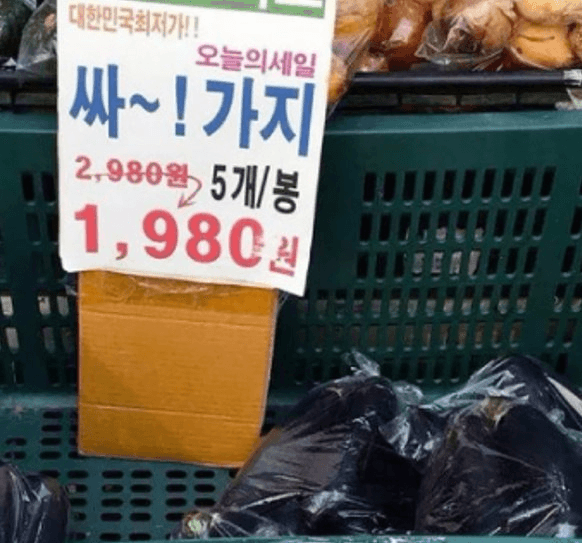 대한민국최저가!!
오늘의세일
싸~!가지
2,980원 5개/봉
1,980원